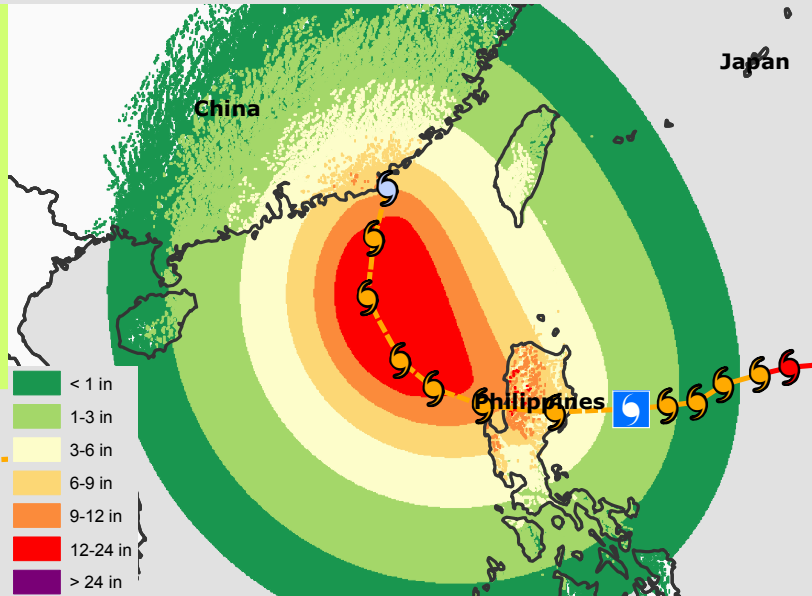 Japan
China
Philippines
< 1 in
1-3 in
3-6 in
6-9 in
9-12 in
12-24 in
> 24 in